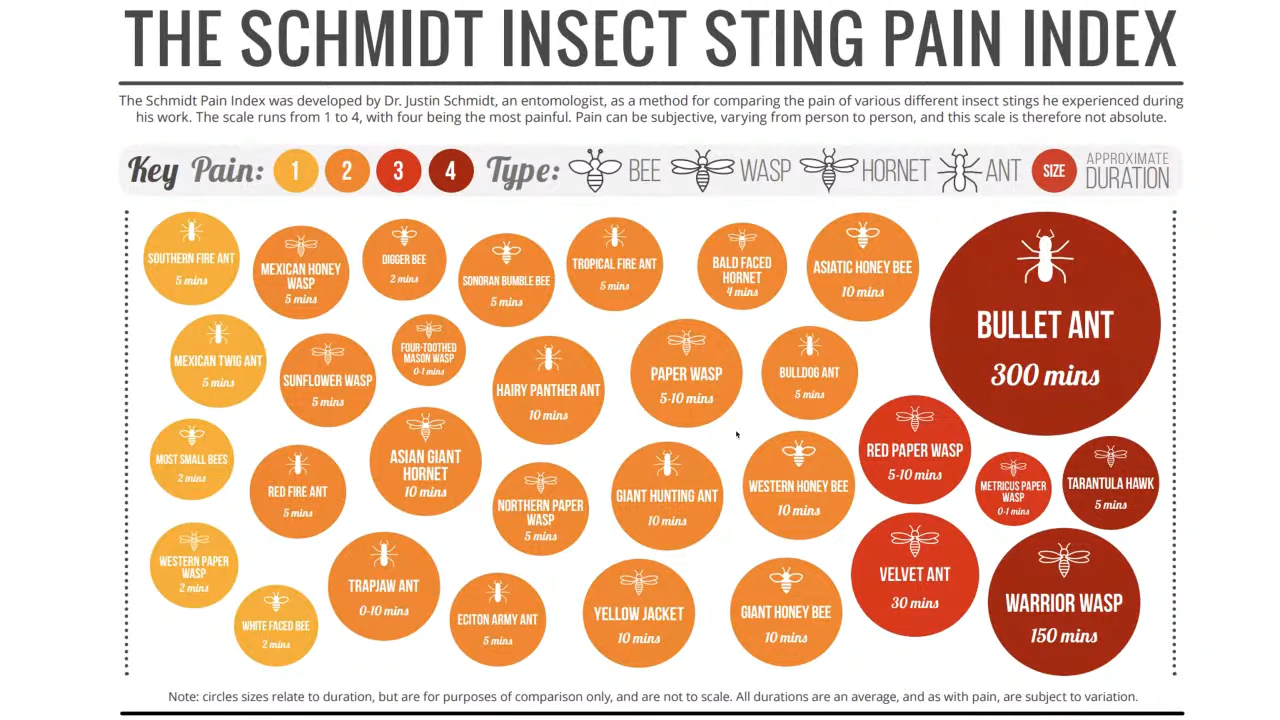 THE SCHMIDT INSECT STING PAIN INDEX
The Schmidt Pain Index was developed by Dr. Justin Schmidt, an entomologist, as a method for comparing the pain of various different insect stings he experienced during
his work. The scale runs from 1 to 4, with four being the most painful. Pain can be subjective, varying from person to person, and this scale is therefore not absolute.
Key Pain: 1 2 3 4 Type: BEE WASP HORNET ANT SIZE APPROXIMATE DURATION
SOUTHERN FIRE ANT
5 mins
MEXICAN HONEY
WASP
5 mins
DIGGER BEE
2 mins
SONORAN BUMBLE BEE
5 mins
TROPICAL FIRE ANT
5 mins
BALD FACED
HORNET
4 mins
ASIATIC HONEY BEE
10 mins
BULLET ANT
300 mins
MEXICAN TWIG ANT
5 mins
SUNFLOWER WASP
5 mins
FOUR-TOOTHED
MASON WASP
0-1 mins
HAIRY PANTHER ANT
10 mins
PAPER WASP
5-10 mins
BULLDOG ANT
5 mins
MOST SMALL BEES
2 mins
RED FIRE ANT
5 mins
ASIAN GIANT
HORNET
10 mins
NORTHERN PAPER
WASP
5 mins
GIANT HUNTING ANT
10 mins
WESTERN HONEY BEE
10 mins
RED PAPER WASP
5-10 mins
METRICUS PAPER
WASP
0-1 mins
TARANTULA HAWK
5 mins
WESTERN PAPER
WASP
2 mins
WHITE FACED BEE
2 mins
TRAPJAW ANT
0-10 mins
ECITON ARMY ANT
5 mins
YELLOW JACKET
10 mins
GIANT HONEY BEE
10 mins
VELVET ANT
30 mins
WARRIOR WASP
150 mins
Note: circles sizes relate to duration, but are for purposes of comparison only, and are not to scale. All durations are an average, and as with pain, are subject to variation.